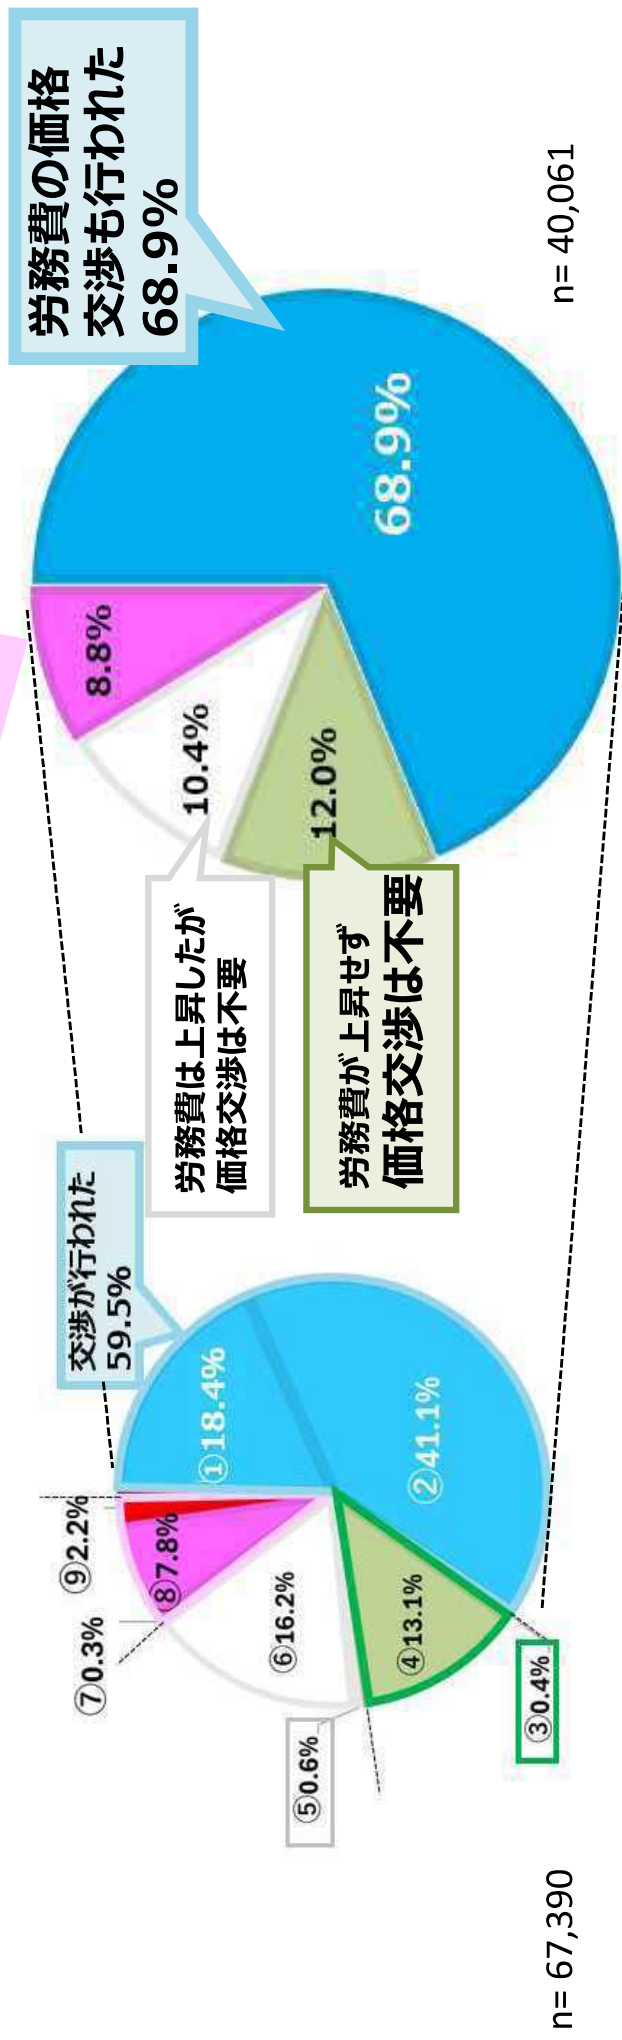 交渉が行われた
59.5%
①18.4%
②41.1%
③0.4%
④13.1%
⑤0.6%
⑥16.2%
⑦0.3%
⑧7.8%
⑨2.2%
n= 67,390
労務費の価格
交渉も行われた
68.9%
68.9%
12.0%
10.4%
8.8%
労務費は上昇したが
価格交渉は不要
労務費が上昇せず
価格交渉は不要
n= 40,061